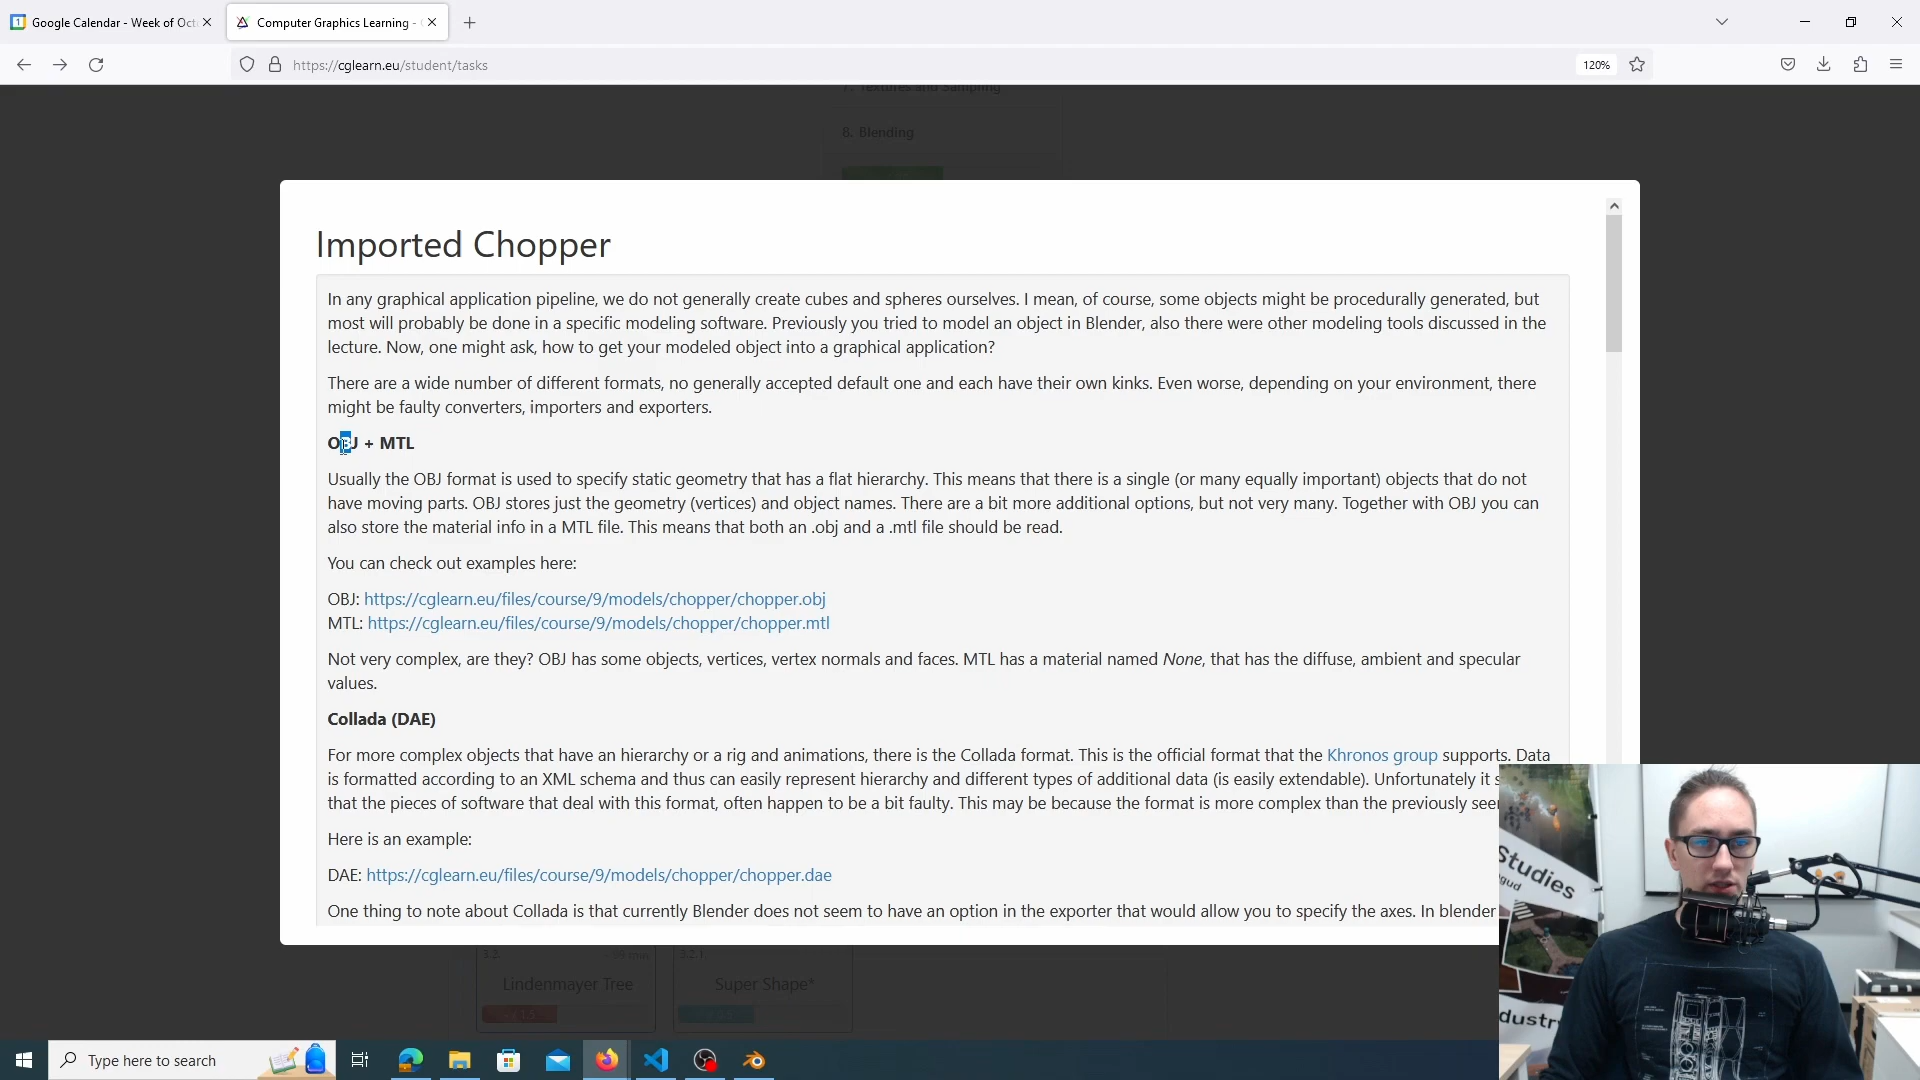 Google Calendar - Week of Oct
Computer Graphics Learning -
https://cglearn.eu/student/tasks
120%
7. Textures and Sampling
8. Blending
Imported Chopper
In any graphical application pipeline, we do not generally create cubes and spheres ourselves. I mean, of course, some objects might be procedurally generated, but
most will probably be done in a specific modeling software. Previously you tried to model an object in Blender, also there were other modeling tools discussed in the
lecture. Now, one might ask, how to get your modeled object into a graphical application?
There are a wide number of different formats, no generally accepted default one and each have their own kinks. Even worse, depending on your environment, there
might be faulty converters, importers and exporters.
OBJ + MTL
Usually the OBJ format is used to specify static geometry that has a flat hierarchy. This means that there is a single (or many equally important) objects that do not
have moving parts. OBJ stores just the geometry (vertices) and object names. There are a bit more additional options, but not very many. Together with OBJ you can
also store the material info in a MTL file. This means that both an .obj and a .mtl file should be read.
You can check out examples here:
OBJ: https://cglearn.eu/files/course/9/models/chopper/chopper.obj
MTL: https://cglearn.eu/files/course/9/models/chopper/chopper.mtl
Not very complex, are they? OBJ has some objects, vertices, vertex normals and faces. MTL has a material named None, that has the diffuse, ambient and specular
values.
Collada (DAE)
For more complex objects that have an hierarchy or a rig and animations, there is the Collada format. This is the official format that the Khronos group supports. Data
is formatted according to an XML schema and thus can easily represent hierarchy and different types of additional data (is easily extendable). Unfortunately it s
that the pieces of software that deal with this format, often happen to be a bit faulty. This may be because the format is more complex than the previously seen
Here is an example:
DAE: https://cglearn.eu/files/course/9/models/chopper/chopper.dae
One thing to note about Collada is that currently Blender does not seem to have an option in the exporter that would allow you to specify the axes. In blender
3.2.
3.2.1.
Lindenmayer Tree
Super Shape*
Studies
gud
dustry
Type here to search